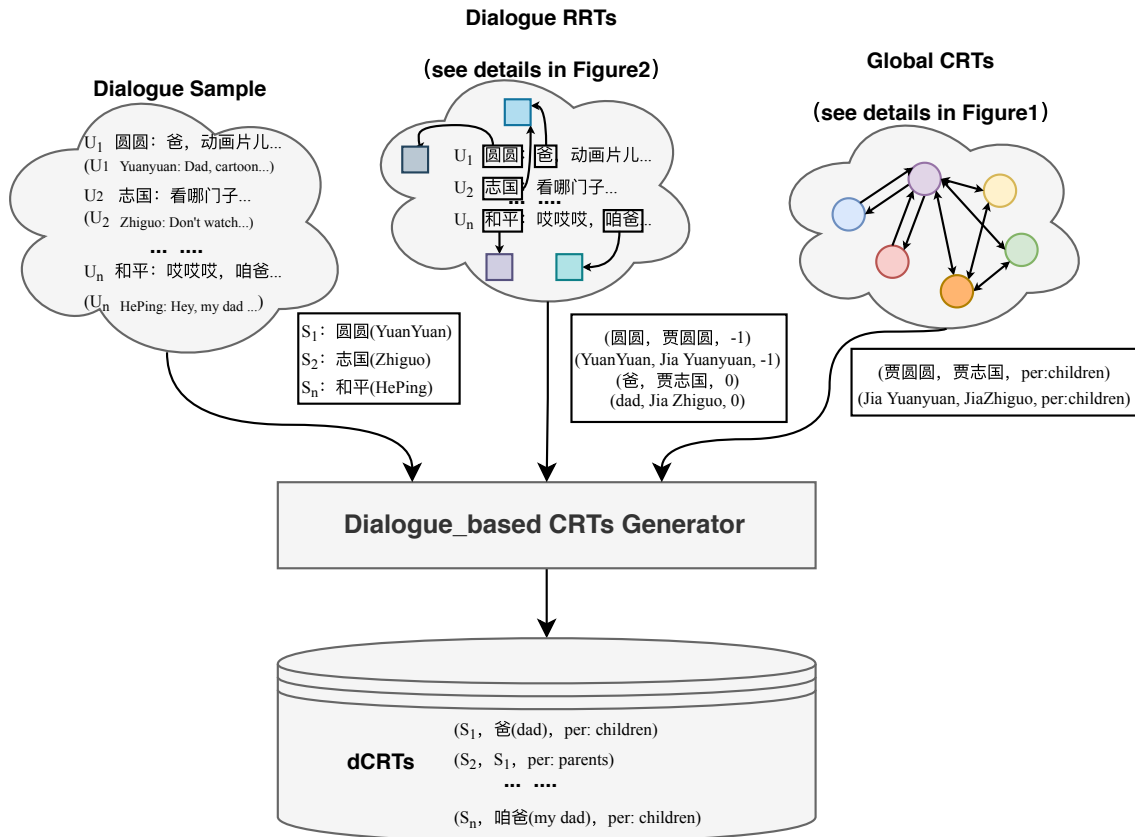 Dialogue RRTs
(see details in Figure2)
Global CRTs
(see details in Figure1)
Dialogue Sample
U1 圆圆：爸，动画片儿...
(U1 Yuanyuan: Dad, cartoon...)
U2 志国：看哪门子...
(U2 Zhiguo: Don't watch...)
... ....
Un 和平：哎哎哎，咱爸...
(Un HePing: Hey, my dad ...)
U1 圆圆：爸，动画片儿...
U2 志国：看哪门子...
... ....
Un 和平：哎哎哎，咱爸...
S1：圆圆(YuanYuan)
S2：志国(Zhiguo)
Sn：和平(HePing)
(圆圆，贾圆圆，-1)
(YuanYuan, Jia Yuanyuan, -1)
(爸，贾志国，0)
(dad, Jia Zhiguo, 0)
(贾圆圆，贾志国，per:children)
(Jia Yuanyuan, JiaZhiguo, per:children)
Dialogue_based CRTs Generator
dCRTs
(S1，爸(dad)，per: children)
(S2，S1，per: parents)
... ....
(Sn，咱爸(my dad)，per: children)